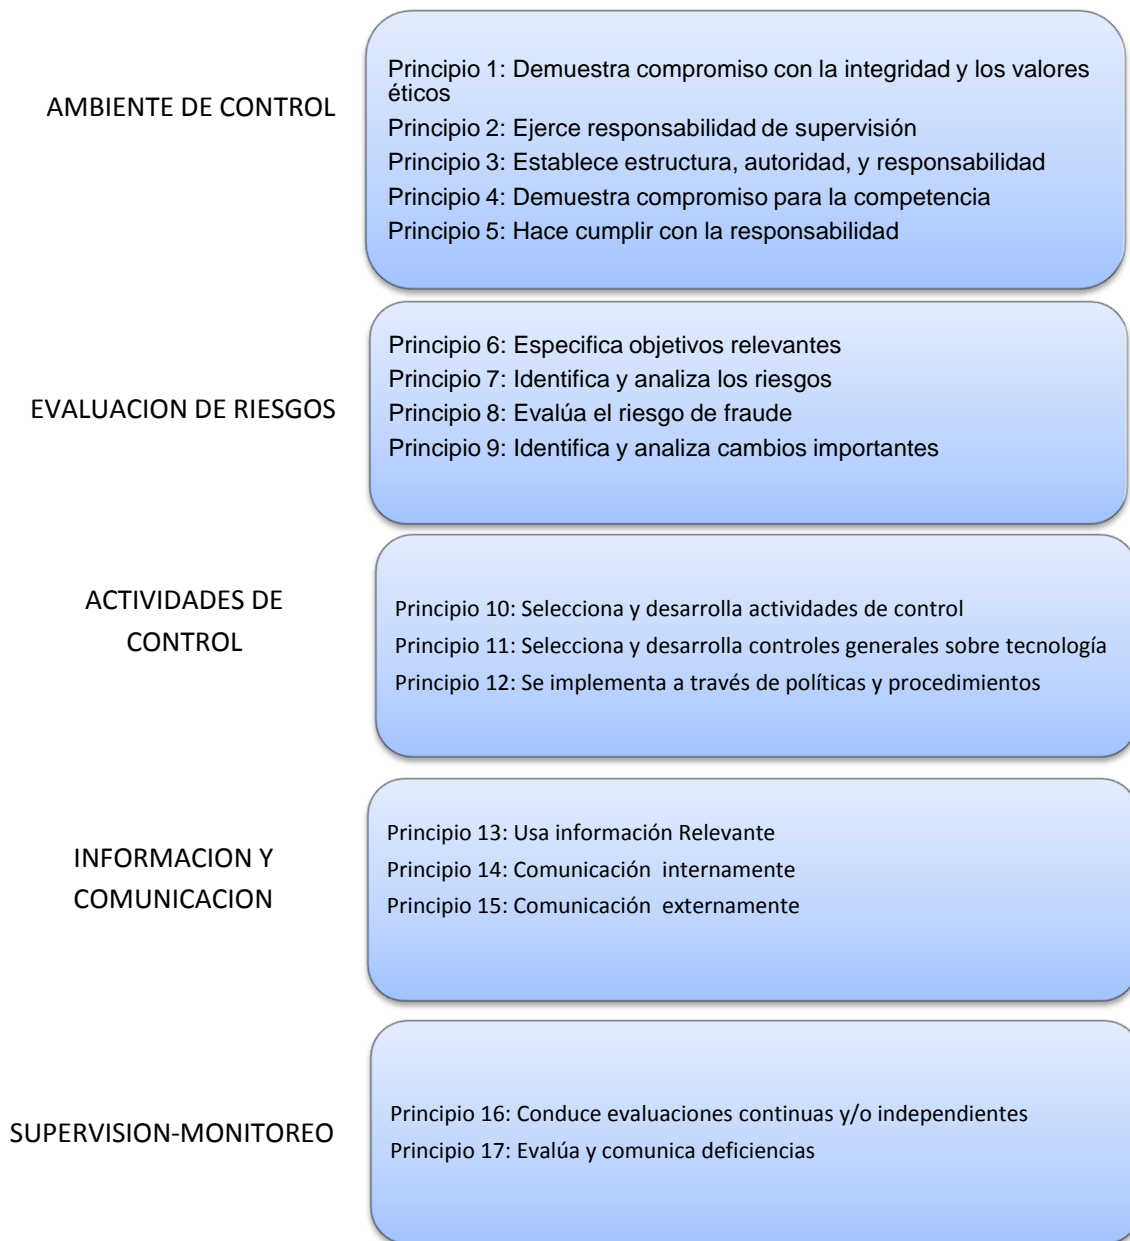 AMBIENTE DE CONTROL
Principio 1: Demuestra compromiso con la integridad y los valores
éticos
Principio 2: Ejerce responsabilidad de supervisión
Principio 3: Establece estructura, autoridad, y responsabilidad
Principio 4: Demuestra compromiso para la competencia
Principio 5: Hace cumplir con la responsabilidad
EVALUACION DE RIESGOS
Principio 6: Especifica objetivos relevantes
Principio 7: Identifica y analiza los riesgos
Principio 8: Evalúa el riesgo de fraude
Principio 9: Identifica y analiza cambios importantes
ACTIVIDADES DE
CONTROL
Principio 10: Selecciona y desarrolla actividades de control
Principio 11: Selecciona y desarrolla controles generales sobre tecnología
Principio 12: Se implementa a través de políticas y procedimientos
INFORMACION Y
COMUNICACION
Principio 13: Usa información Relevante
Principio 14: Comunicación  internamente
Principio 15: Comunicación  externamente
SUPERVISION-MONITOREO
Principio 16: Conduce evaluaciones continuas y/o independientes
Principio 17: Evalúa y comunica deficiencias